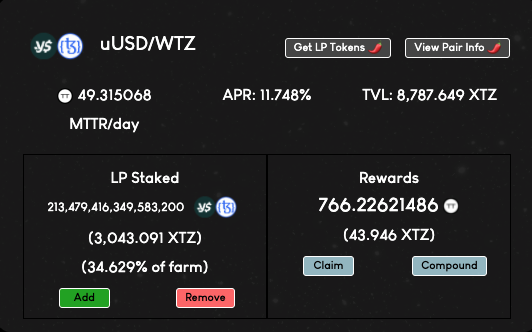 uUSD/WTZ
Get LP Tokens
View Pair Info
49.315068
MTTR/day
APR: 11.748%
TVL: 8,787.649 XTZ
LP Staked
213,479,416,349,583,200
(3,043.091 XTZ)
(34.629% of farm)
Add
Remove
Rewards
766.22621486
(43.946 XTZ)
Claim
Compound